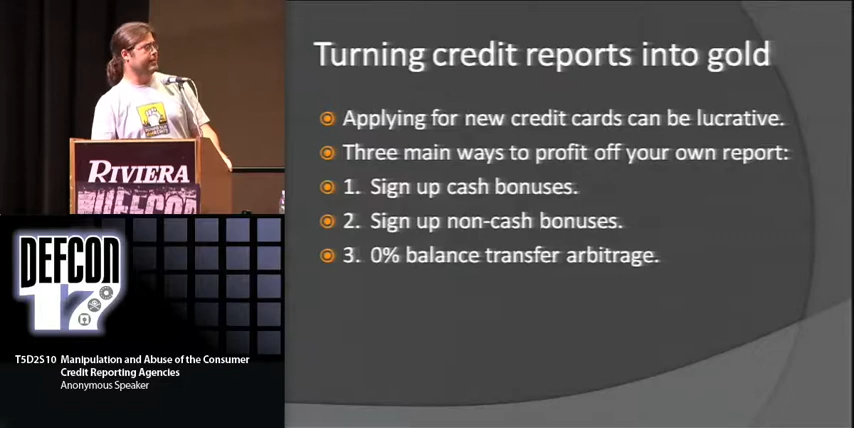 Turning credit reports into gold
Applying for new credit cards can be lucrative.
Three main ways to profit off your own report:
1. Sign up cash bonuses.
2. Sign up non-cash bonuses.
3. 0% balance transfer arbitrage.
RIVIERA
DEFCON
DEFCON
17
T5D2S10 Manipulation and Abuse of the Consumer
Credit Reporting Agencies
Anonymous Speaker